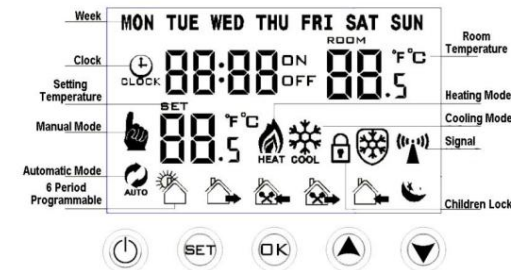 Week
MON TUE WED THU FRI SAT SUN
Clock
CLOCK
88:88
ON
OFF
ROOM
88.5
°F°C
Room
Temperature
Setting
Temperature
SET
88.5
°F°C
Manual Mode
HEAT
COOL
Heating Mode
Cooling Mode
Signal
Automatic Mode
AUTO
6 Period
Programmable
Children Lock
SET
OK